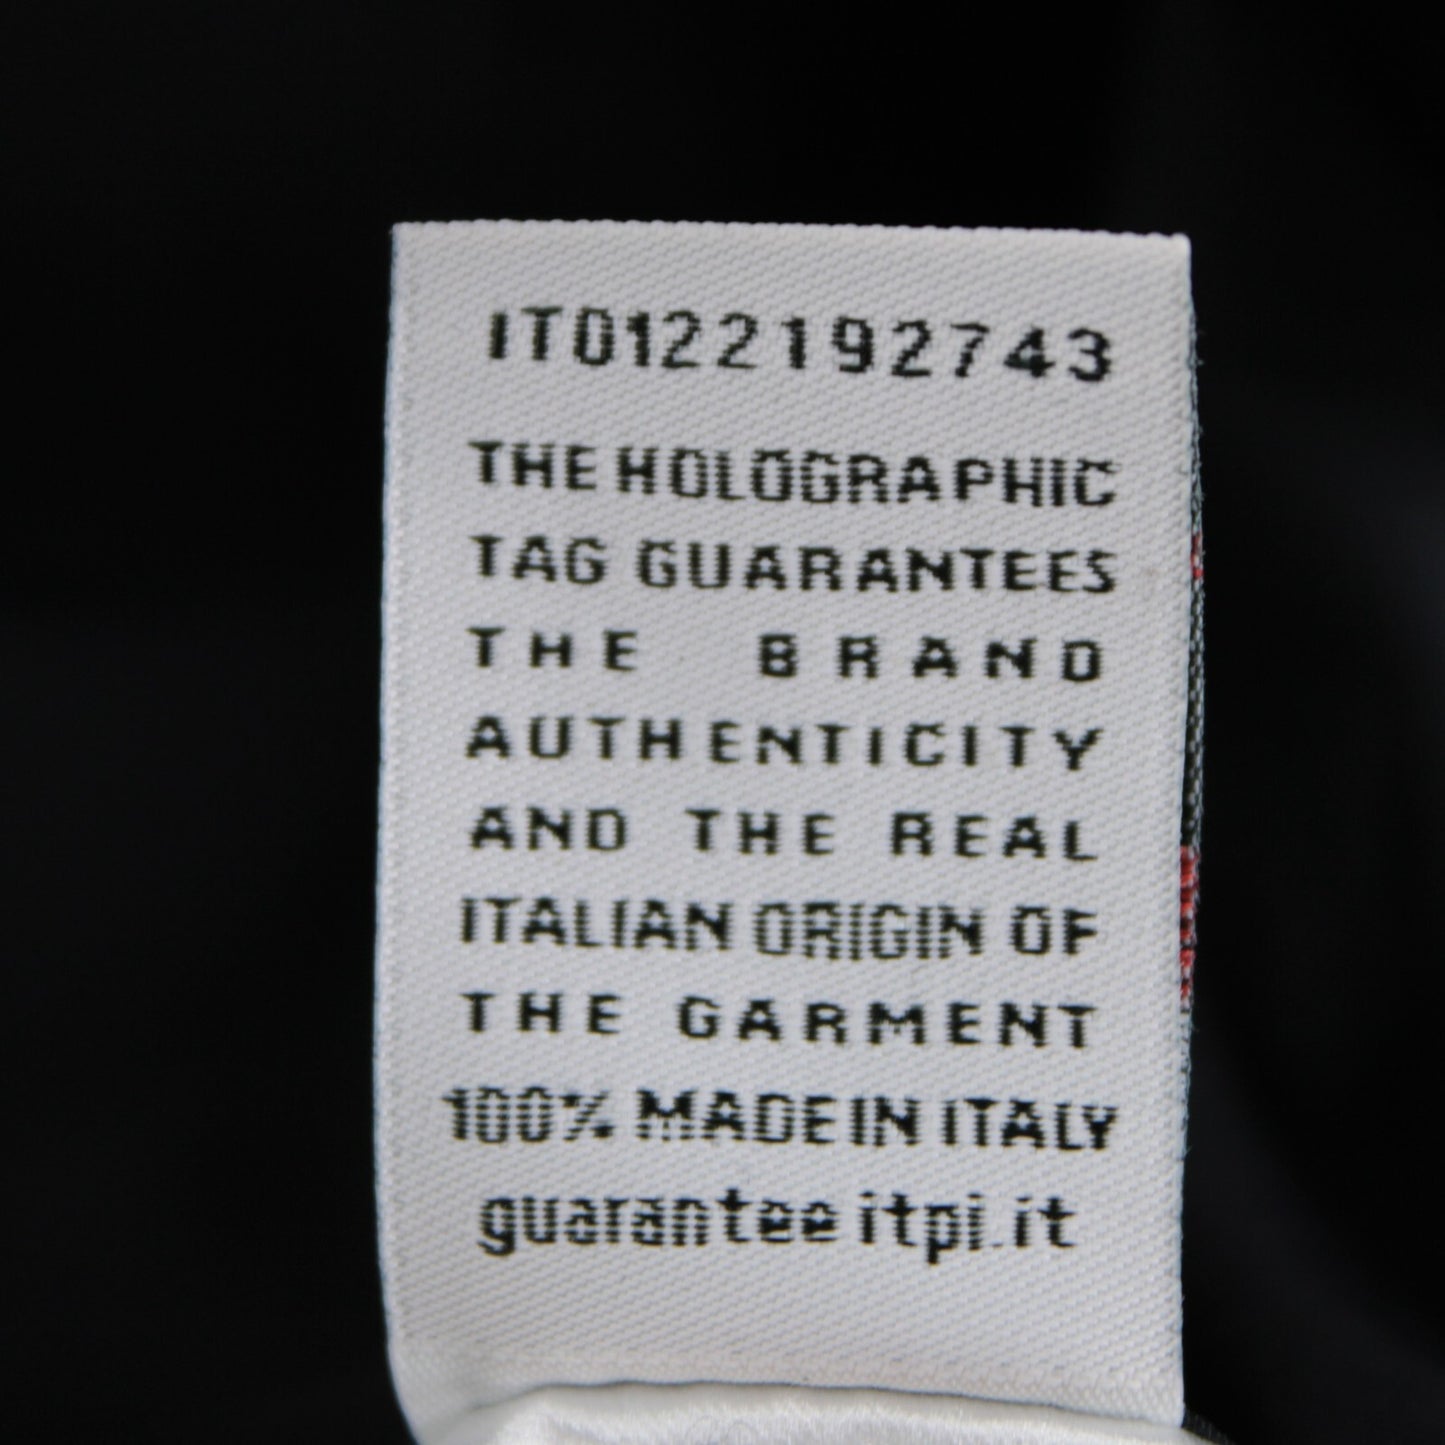 IT0122192743
THE HOLOGRAPHIC
TAG GUARANTEES
THE BRAND
AUTHENTICITY
AND THE REAL
ITALIAN ORIGIN OF
THE GARMENT
100% MADE IN ITALY
guarantee itpi.it